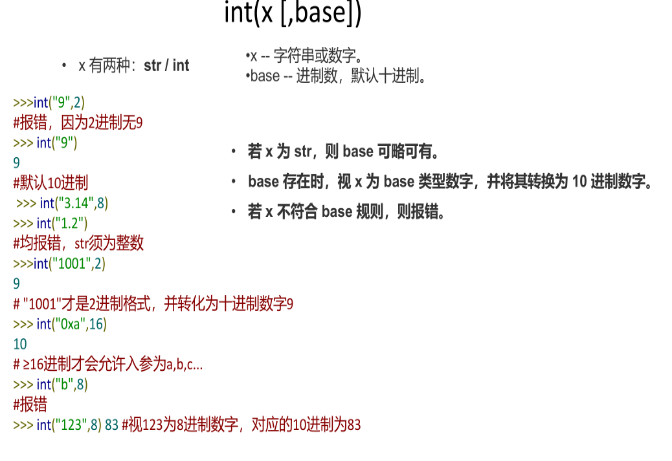 int(x [,base])
• x 有两种：str / int
•x -- 字符串或数字。
•base -- 进制数，默认十进制。
>>>int("9",2)
#报错，因为2进制无9
>>> int("9")
9
#默认10进制
>>> int("3.14",8)
>>> int("1.2")
#均报错，str须为整数
>>>int("1001",2)
9
# "1001"才是2进制格式，并转化为十进制数字9
>>> int("0xa",16)
10
# ≥16进制才会允许入参为a,b,c...
>>> int("b",8)
#报错
>>> int("123",8) 83 #视123为8进制数字，对应的10进制为83
• 若 x 为 str，则 base 可略可有。
• base 存在时，视 x 为 base 类型数字，并将其转换为 10 进制数字。
• 若 x 不符合 base 规则，则报错。